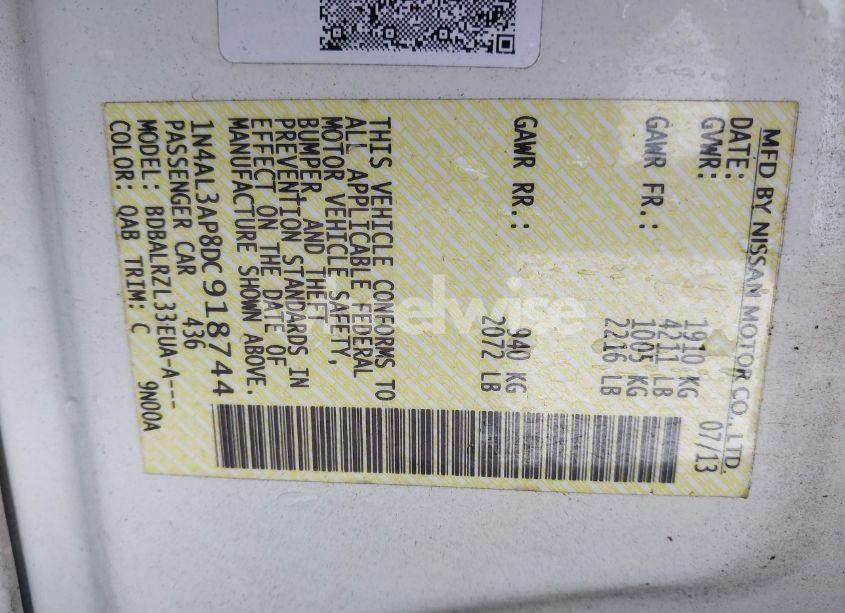 MFD BY NISSAN MOTOR CO., LTD.
DATE: 07/13
GVWR: 1910 KG
4211 LB
GAWR FR.: 1005 KG
2216 LB
GAWR RR.: 940 KG
2072 LB
THIS VEHICLE CONFORMS TO
ALL APPLICABLE FEDERAL
MOTOR VEHICLE SAFETY,
BUMPER, AND THEFT
PREVENTION STANDARDS IN
EFFECT ON THE DATE OF
MANUFACTURE SHOWN ABOVE.
1N4AL3AP8DC918744
PASSENGER CAR 436
MODEL: BDBALRZL33EUA-A---
COLOR: QAB TRIM: C 9N00A